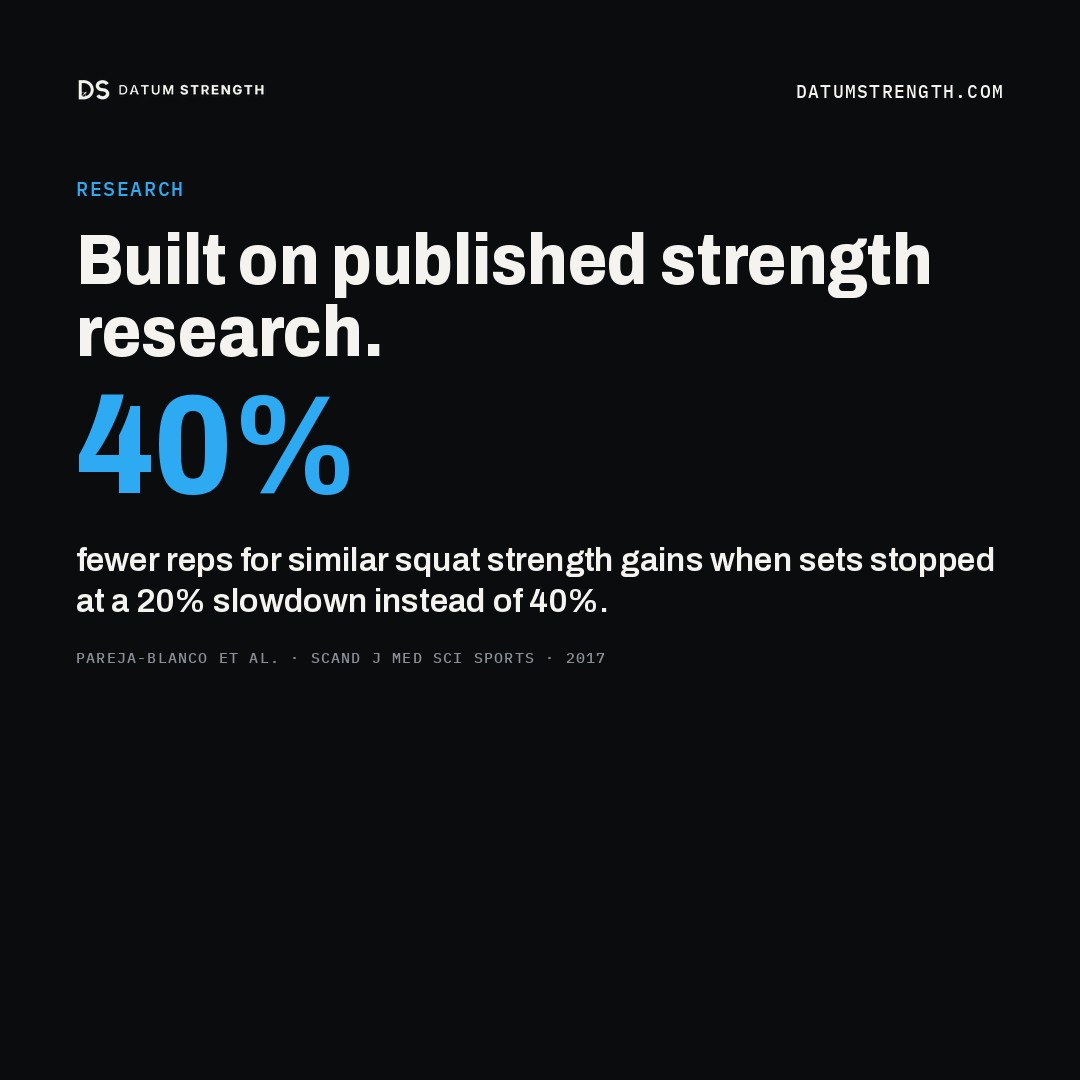 DS DATUM STRENGTH
DATUMSTRENGTH.COM
RESEARCH
Built on published strength
research.
40%
fewer reps for similar squat strength gains when sets stopped
at a 20% slowdown instead of 40%.
PAREJA-BLANCO ET AL. · SCAND J MED SCI SPORTS · 2017